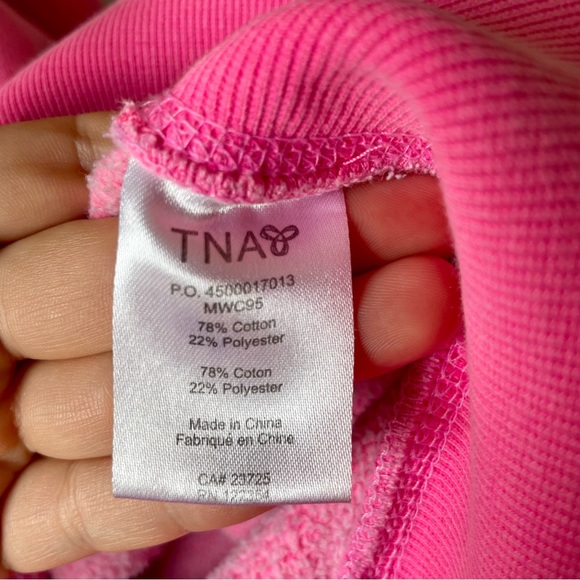 TNA
P.O. 4500017013
MWC95
78% Cotton
22% Polyester
78% Coton
22% Polyester
Made in China
Fabriqué en Chine
CA# 23725
RN